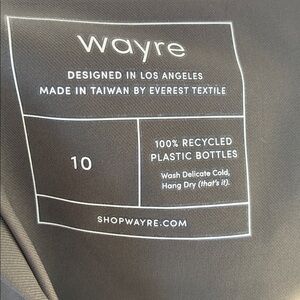 wayre
DESIGNED IN LOS ANGELES
MADE IN TAIWAN BY EVEREST TEXTILE
10
100% RECYCLED
PLASTIC BOTTLES
Wash Delicate Cold,
Hang Dry (that's it).
SHOPWAYRE.COM